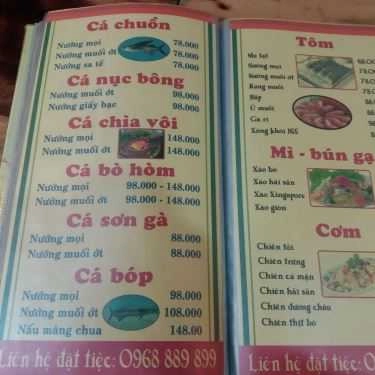 Cá chuồn
Nướng mọi 78.000
Nướng muối ớt 78.000
Nướng sa tế 78.000
Cá nục bông
Nướng muối ớt 98.000
Nướng giấy bạc 98.000
Cá chia vôi
Nướng mọi 148.000
Nướng muối ớt 148.000
Cá bò hòm
Nướng mọi 98.000 - 148.000
Nướng muối ớt 98.000 - 148.000
Cá sơn gà
Nướng mọi 88.000
Nướng muối ớt 88.000
Cá bóp
Nướng mọi 98.000
Nướng muối ớt 108.000
Nấu măng chua 148.00
Liên hệ đặt tiệc: 0968 889 899
Tôm
Nướng mọi
Nướng muối ớt
Rang muối
Hấp
Xông khói
Mì - bún gạ
Xào bò
Xào hải sản
Xào Xingapore
Xào giòn
Cơm
Chiên tỏi
Chiên trứng
Chiên cá mặn
Chiên hải sản
Chiên dương châu
Chiên thịt bò
Liên hệ đặt tiệc: 0